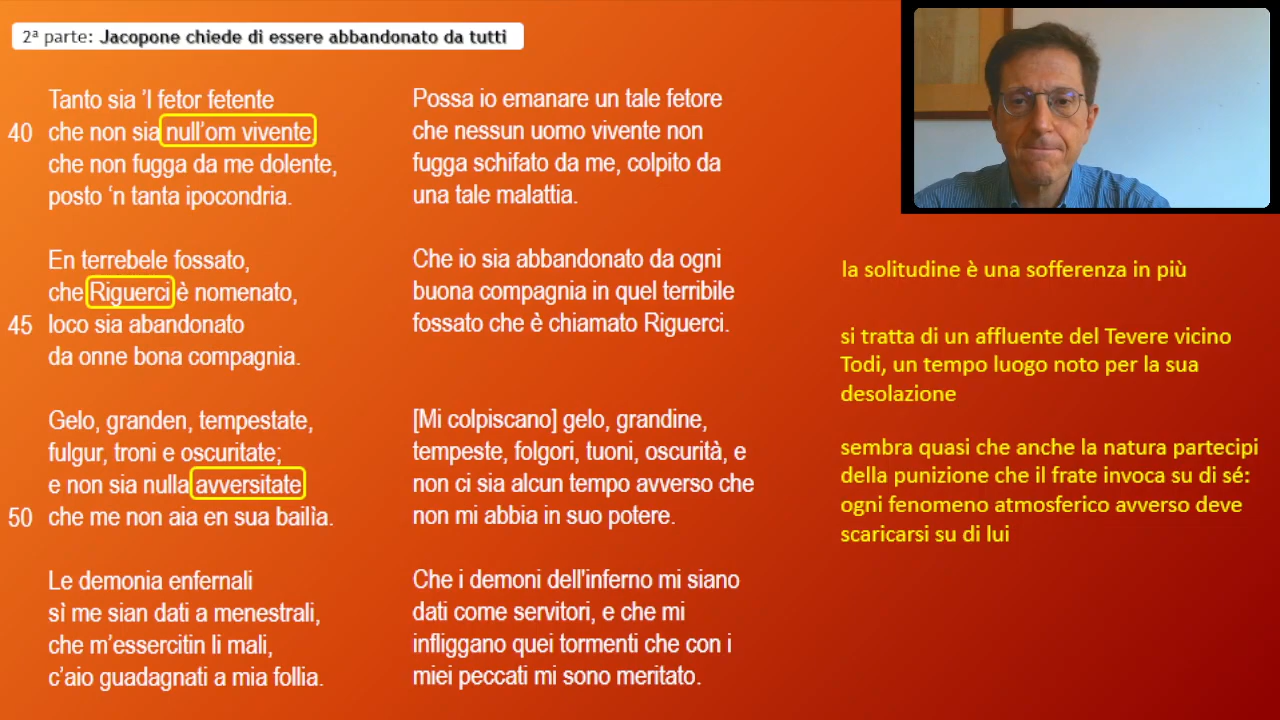 2ª parte: Jacopone chiede di essere abbandonato da tutti
Tanto sia ’l fetor fetente
40 che non sia null’om vivente
che non fugga da me dolente,
posto ‘n tanta ipocondria.
En terrebele fossato,
che Riguerci è nomenato,
45 loco sia abandonato
da onne bona compagnia.
Gelo, granden, tempestate,
fulgur, troni e oscuritate;
e non sia nulla avversitate
50 che me non aia en sua bailìa.
Le demonia enfernali
sì me sian dati a menestrali,
che m’essercitin li mali,
c’aio guadagnati a mia follia.
Possa io emanare un tale fetore
che nessun uomo vivente non
fugga schifato da me, colpito da
una tale malattia.
Che io sia abbandonato da ogni
buona compagnia in quel terribile
fossato che è chiamato Riguerci.
[Mi colpiscano] gelo, grandine,
tempeste, folgori, tuoni, oscurità, e
non ci sia alcun tempo avverso che
non mi abbia in suo potere.
Che i demoni dell'inferno mi siano
dati come servitori, e che mi
infliggano quei tormenti che con i
miei peccati mi sono meritato.
la solitudine è una sofferenza in più
si tratta di un affluente del Tevere vicino
Todi, un tempo luogo noto per la sua
desolazione
sembra quasi che anche la natura partecipi
della punizione che il frate invoca su di sé:
ogni fenomeno atmosferico avverso deve
scaricarsi su di lui